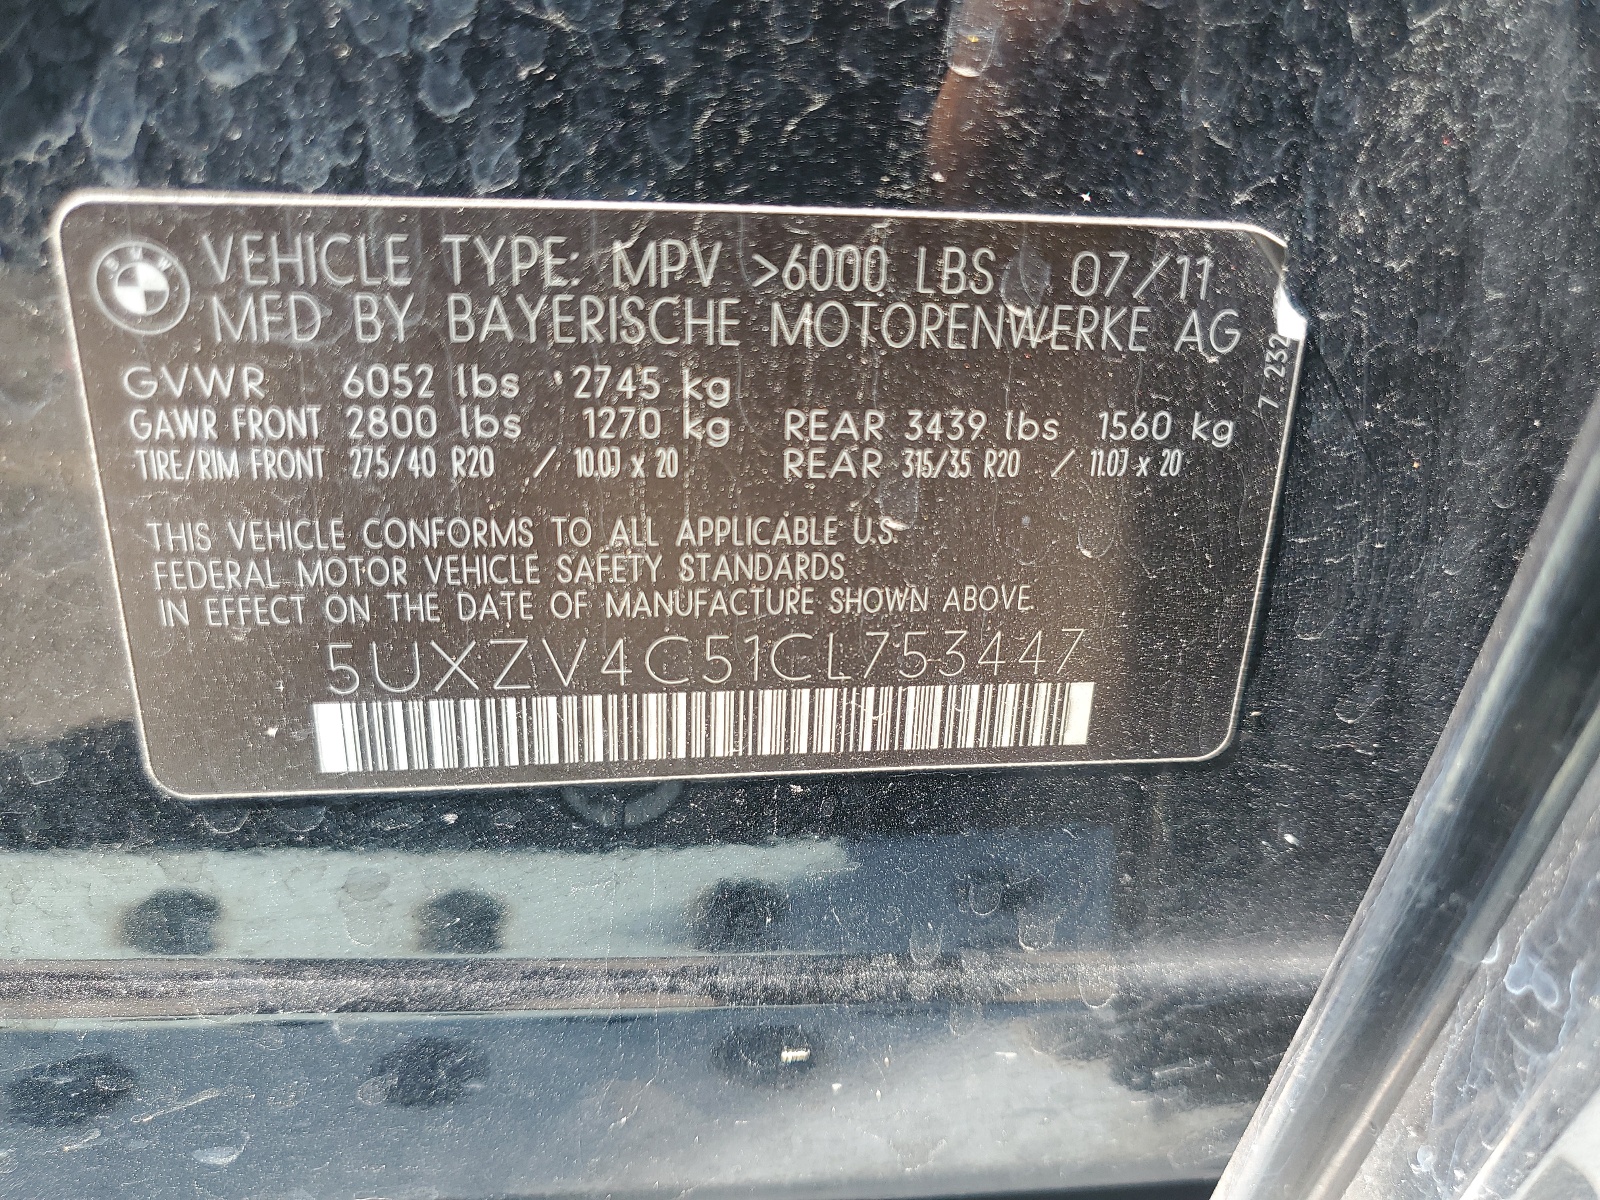 BMW
VEHICLE TYPE: MPV >6000 LBS 07/11
MFD BY BAYERISCHE MOTORENWERKE AG
GVWR 6052 lbs 2745 kg
GAWR FRONT 2800 lbs 1270 kg REAR 3439 lbs 1560 kg
TIRE/RIM FRONT 275/40 R20 / 10.0J x 20 REAR 315/35 R20 / 11.0J x 20
THIS VEHICLE CONFORMS TO ALL APPLICABLE U.S.
FEDERAL MOTOR VEHICLE SAFETY STANDARDS
IN EFFECT ON THE DATE OF MANUFACTURE SHOWN ABOVE.
5UXZV4C51CL753447
7 232